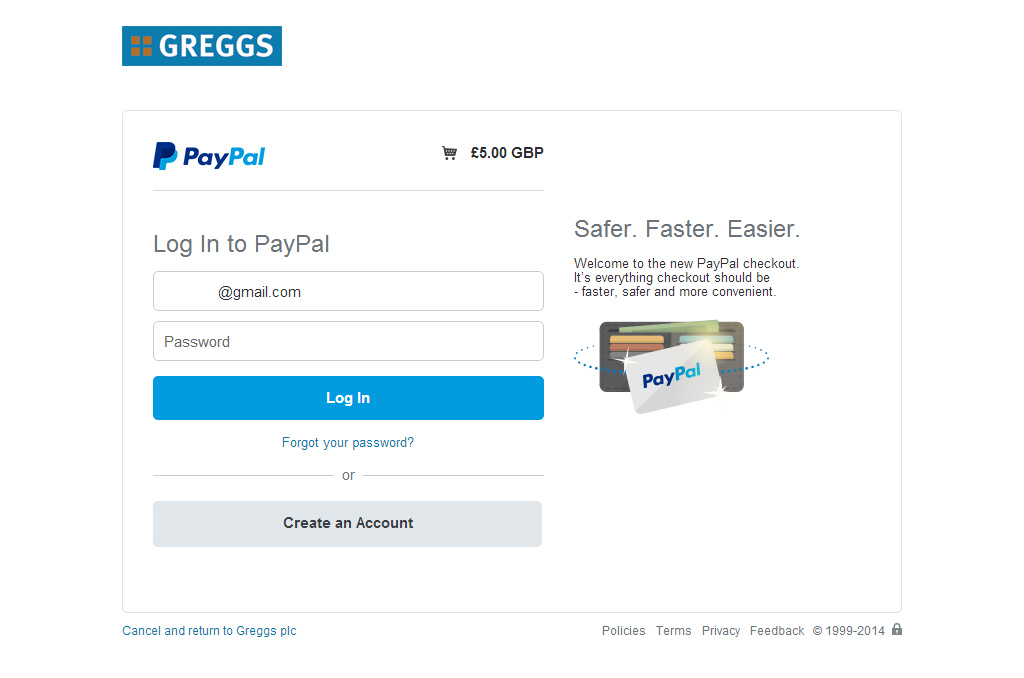 GREGGS
PayPal
£5.00 GBP
Log In to PayPal
@gmail.com
Password
Log In
Forgot your password?
or
Create an Account
Safer. Faster. Easier.
Welcome to the new PayPal checkout.
It's everything checkout should be
- faster, safer and more convenient.
PayPal
Cancel and return to Greggs plc
Policies Terms Privacy Feedback © 1999-2014